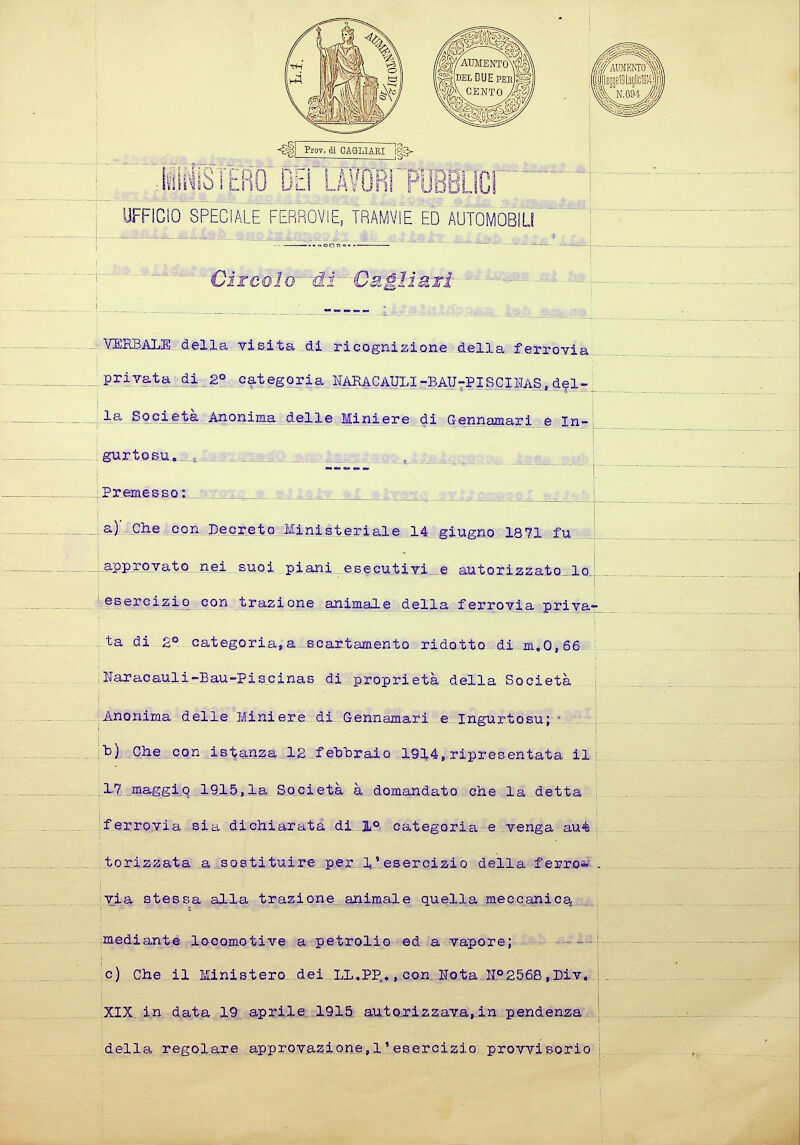 L.1.
AUMENTO DI 2/10
AUMENTO
DEL DUE PER
CENTO
AUMENTO
Legge 19 Luglio 1914
N. 694
Prov. di CAGLIARI
MINISTERO DEI LAVORI PUBBLICI
UFFICIO SPECIALE FERROVIE, TRAMVIE ED AUTOMOBILI
Circolo di Cagliari
-----
VERBALE della visita di ricognizione della ferrovia
privata di 2° categoria NARACAULI-BAU-PISCINAS,del-
la Società Anonima delle Miniere di Gennamari e In-
gurtosu.
-----
Premesso:
a) Che con Decreto Ministeriale 14 giugno 1871 fu
approvato nei suoi piani esecutivi e autorizzato lo
esercizio con trazione animale della ferrovia priva-
ta di 2° categoria,a scartamento ridotto di m.0,66
Naracauli-Bau-Piscinas di proprietà della Società
Anonima delle Miniere di Gennamari e Ingurtosu;
b) Che con istanza 12 febbraio 1914,ripresentata il
17 maggio 1915,la Società à domandato che la detta
ferrovia sia dichiarata di 1° categoria e venga au-
torizzata a sostituire per l'esercizio della ferro-
via stessa alla trazione animale quella meccanica
mediante locomotive a petrolio ed a vapore;
c) Che il Ministero dei LL.PP.,con Nota N°2568,Div.
XIX in data 19 aprile 1915 autorizzava,in pendenza
della regolare approvazione,l'esercizio provvisorio